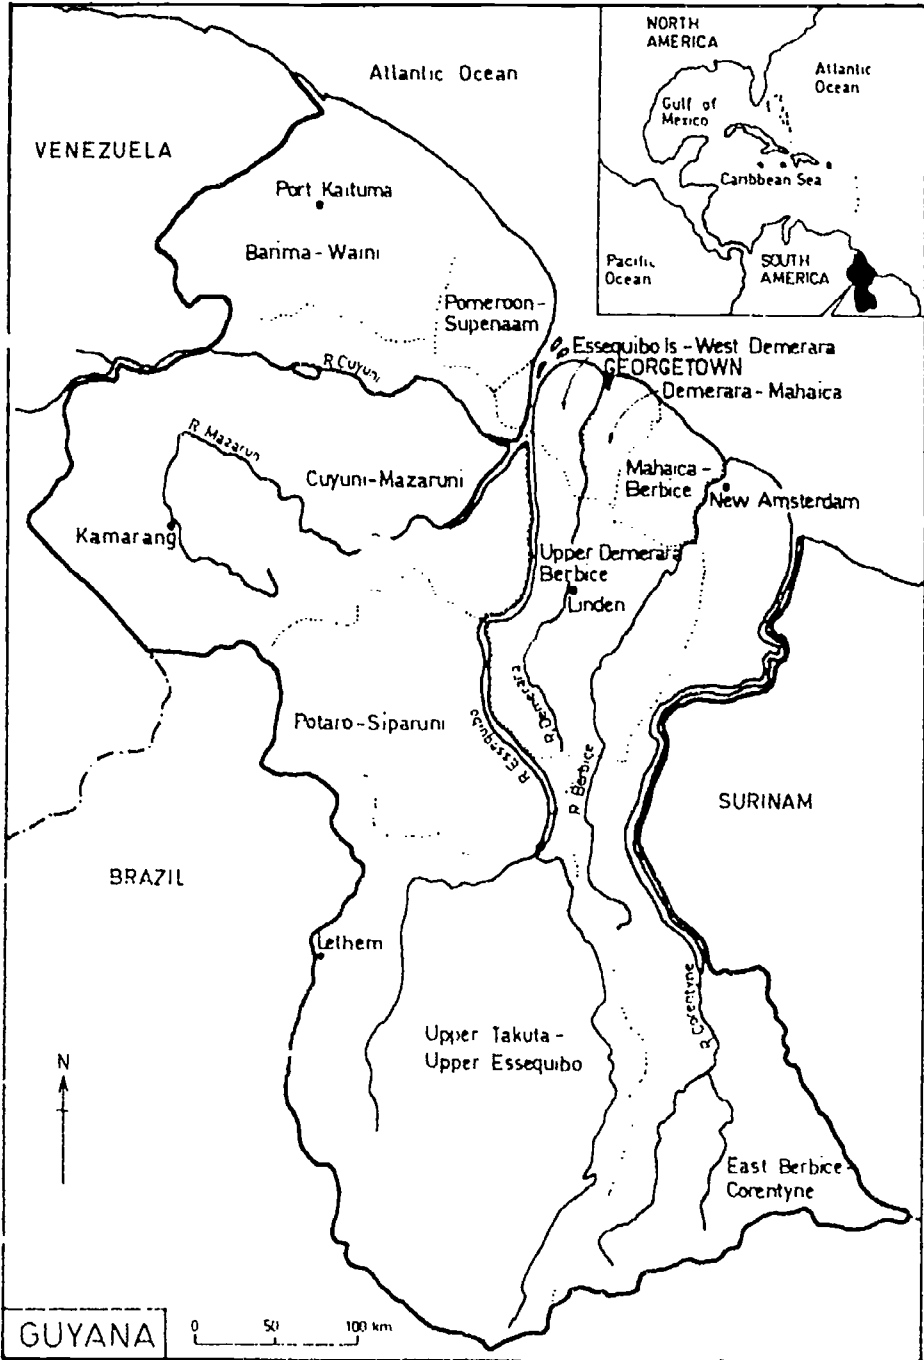 Atlantic Ocean
VENEZUELA
Port Kaituma
Barima - Waini
Pomeroon-
Supenaam
NORTH
AMERICA
Atlantic
Ocean
Gulf of
Mexico
Caribbean Sea
Pacific
Ocean
SOUTH
AMERICA
Essequibo Is - West Demerara
GEORGETOWN
Demerara - Mahaica
R Cuyuni
R Mazaruni
Cuyuni-Mazaruni
Mahaica -
Berbice
New Amsterdam
Kamarang
Upper Demerara
Berbice
Linden
Potaro-Siparuni
R Essequibo
R. Demerara
R Berbice
SURINAM
BRAZIL
Lethem
R Corentyne
Upper Takuta -
Upper Essequibo
N
East Berbice -
Corentyne
GUYANA
0 50 100 km